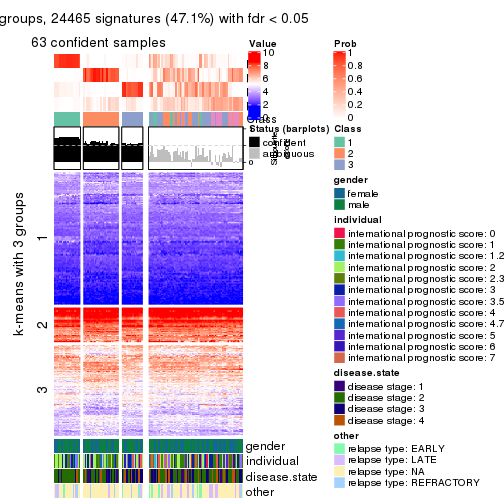 groups, 24465 signatures (47.1%) with fdr < 0.05
63 confident samples
k-means with 3 groups
1
2
3
Value
10
8
6
4
2
0
Class
Status (barplots)
confident
ambiguous
0
gender
individual
disease.state
other
Prob
1
0.8
0.6
0.4
0.2
0
Class
1
2
3
gender
female
male
individual
international prognostic score: 0
international prognostic score: 1
international prognostic score: 1.2
international prognostic score: 2
international prognostic score: 2.3
international prognostic score: 3
international prognostic score: 3.5
international prognostic score: 4
international prognostic score: 4.7
international prognostic score: 5
international prognostic score: 6
international prognostic score: 7
disease.state
disease stage: 1
disease stage: 2
disease stage: 3
disease stage: 4
other
relapse type: EARLY
relapse type: LATE
relapse type: NA
relapse type: REFRACTORY